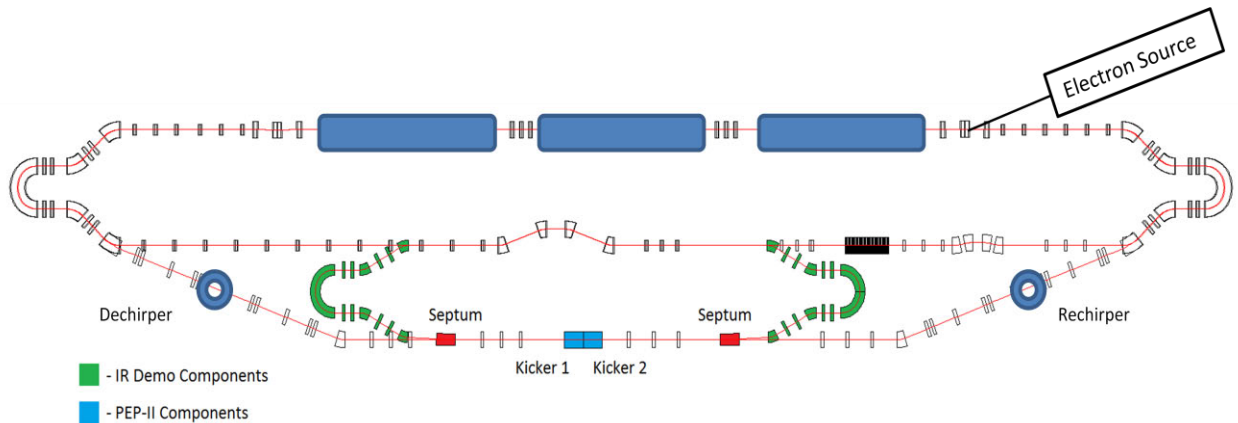 Electron Source
Dechirper
Septum
Septum
Rechirper
Kicker 1
Kicker 2
- IR Demo Components
- PEP-II Components